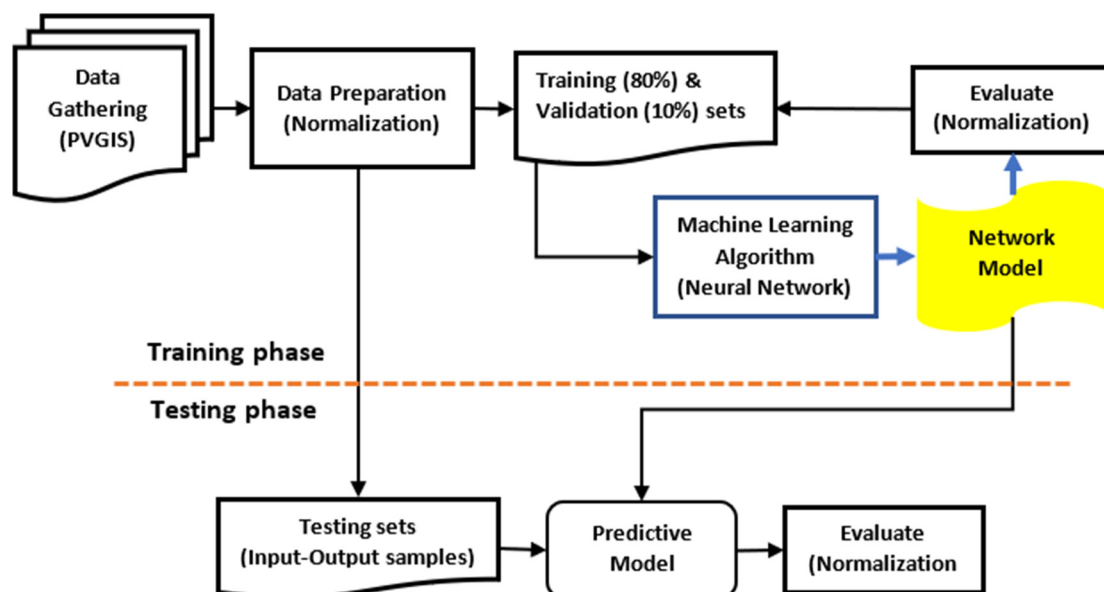 Data
Gathering
(PVGIS)
Data Preparation
(Normalization)
Training (80%) &
Validation (10%) sets
Evaluate
(Normalization)
Machine Learning
Algorithm
(Neural Network)
Network
Model
Training phase
Testing phase
Testing sets
(Input-Output samples)
Predictive
Model
Evaluate
(Normalization